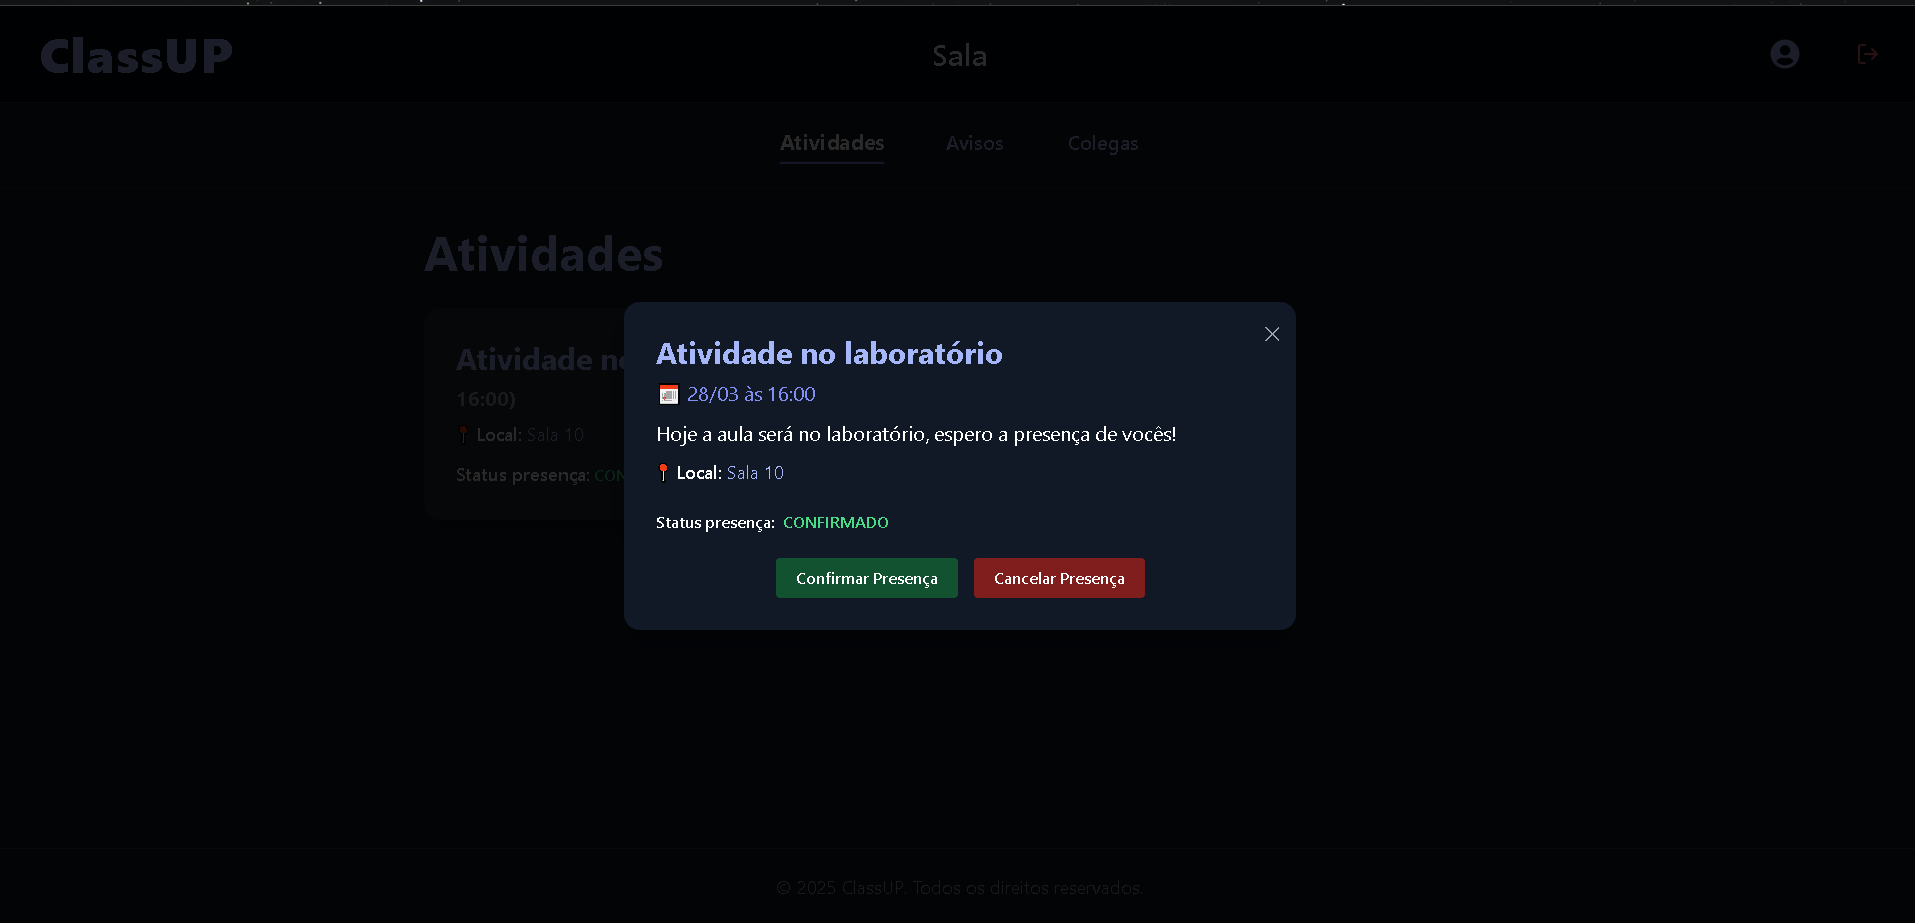 ClassUP
Sala
Atividades
Avisos
Colegas
Atividades
Atividade no
16:00)
Local: Sala 10
Status presença: CON
Atividade no laboratório
28/03 às 16:00
Hoje a aula será no laboratório, espero a presença de vocês!
Local: Sala 10
Status presença: CONFIRMADO
Confirmar Presença
Cancelar Presença
© 2025 ClassUP. Todos os direitos reservados.